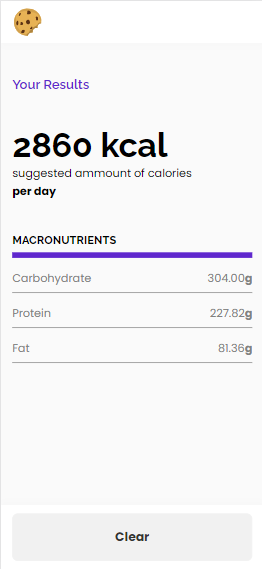 Your Results
2860 kcal
suggested ammount of calories
per day
MACRONUTRIENTS
Carbohydrate 304.00g
Protein 227.82g
Fat 81.36g
Clear